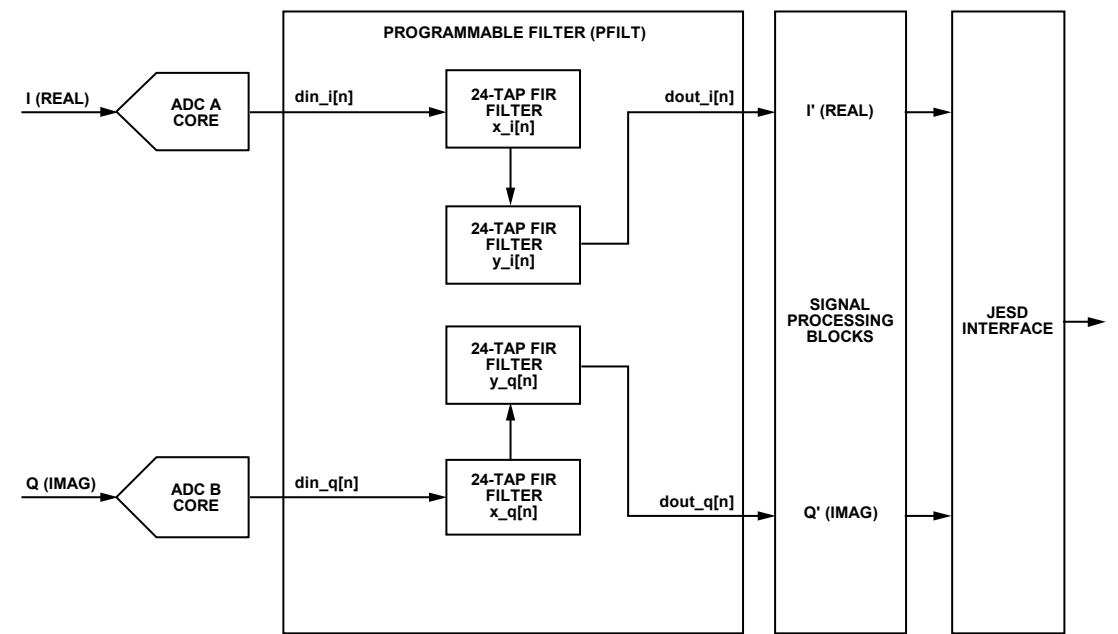 PROGRAMMABLE FILTER (PFILT)
I (REAL)
ADC A
CORE
din_i[n]
24-TAP FIR
FILTER
x_i[n]
dout_i[n]
I' (REAL)
24-TAP FIR
FILTER
y_i[n]
SIGNAL
PROCESSING
BLOCKS
JESD
INTERFACE
24-TAP FIR
FILTER
y_q[n]
Q (IMAG)
ADC B
CORE
din_q[n]
24-TAP FIR
FILTER
x_q[n]
dout_q[n]
Q' (IMAG)